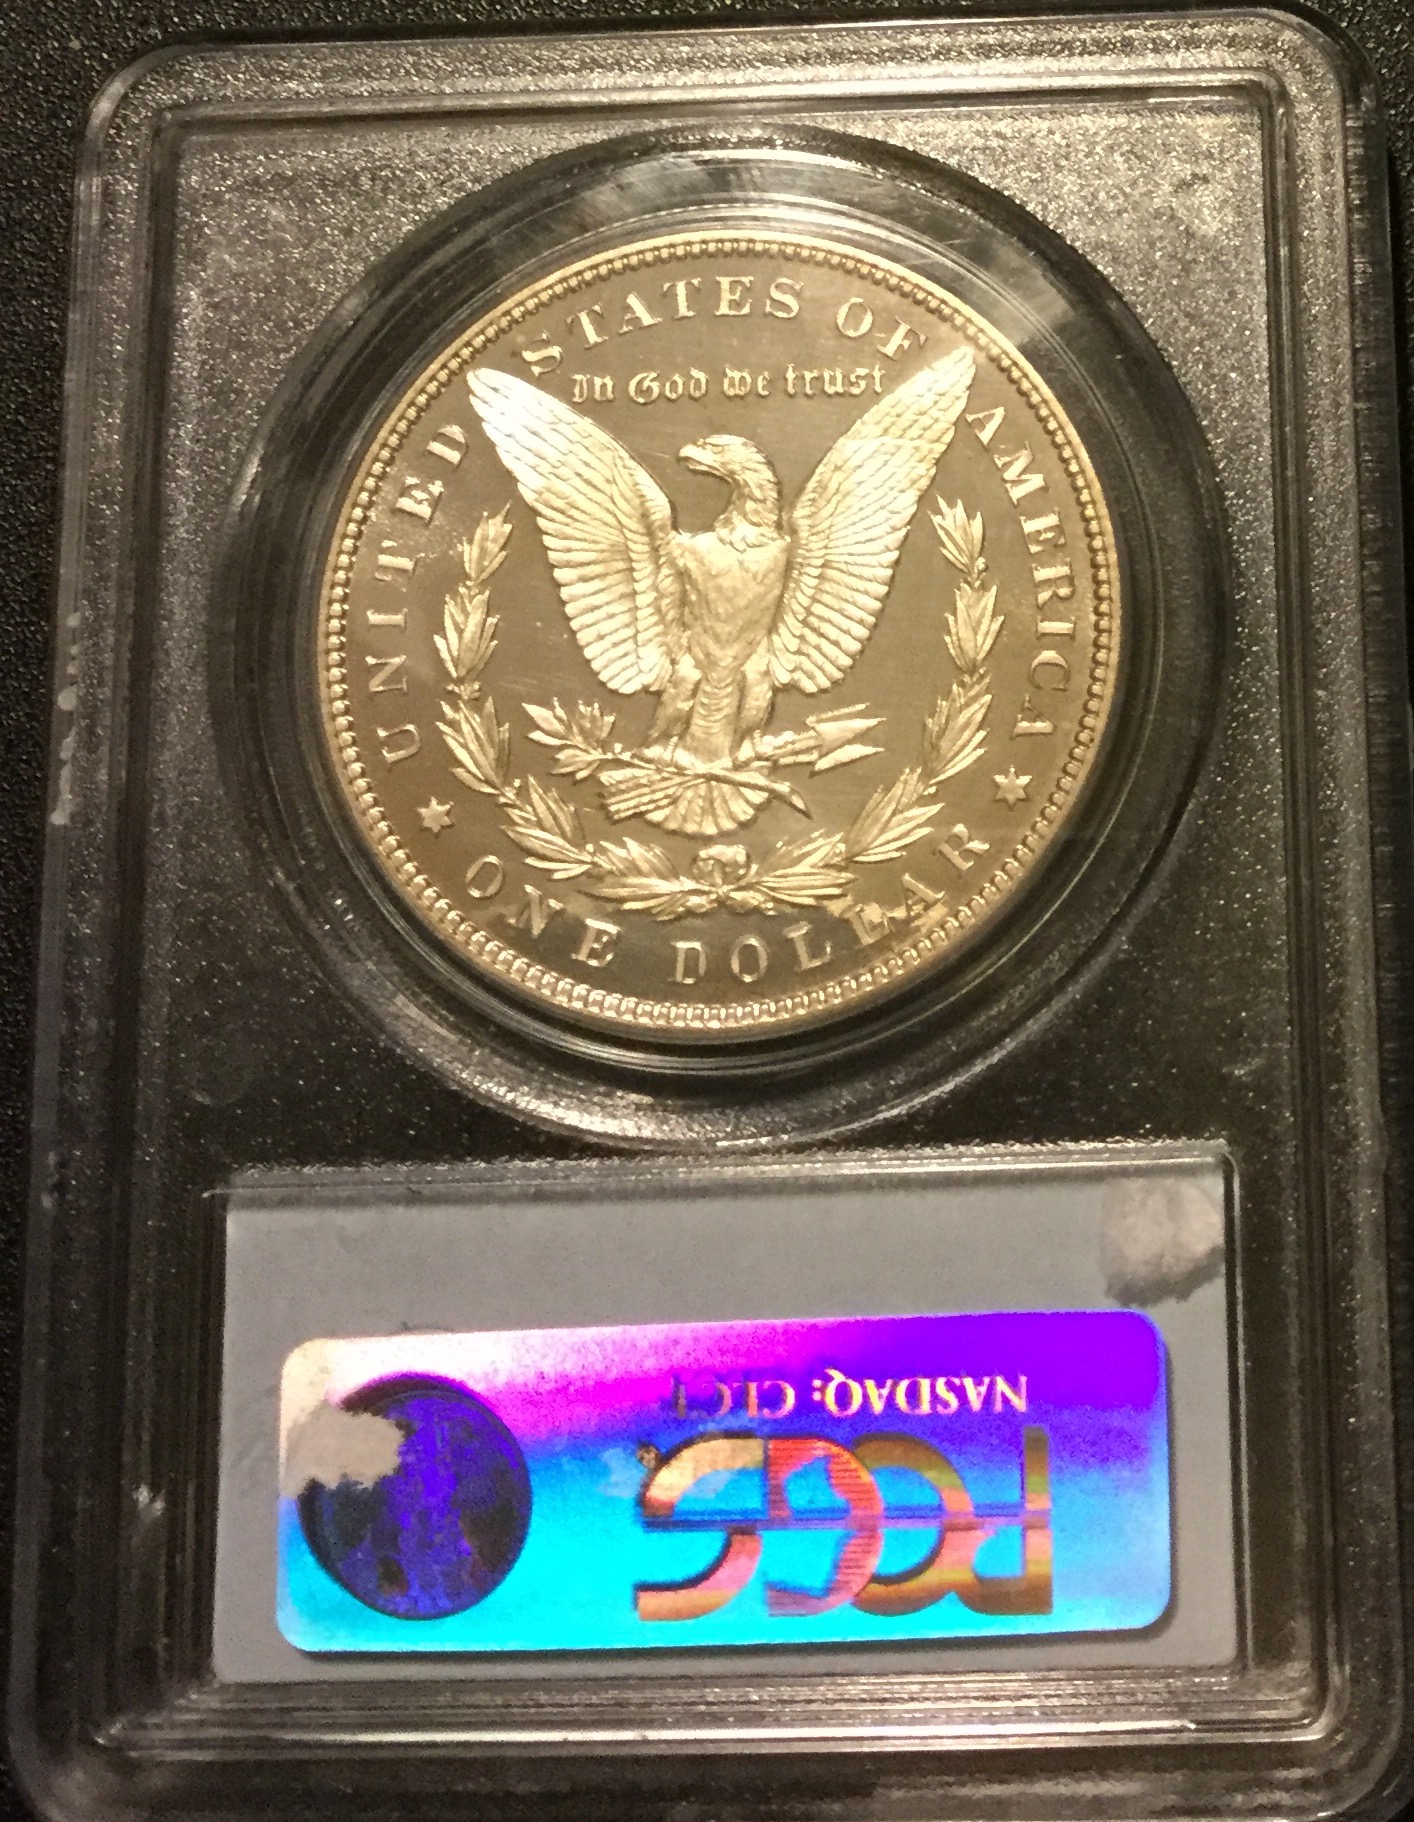 UNITED STATES OF AMERICA
In God we trust
ONE DOLLAR
NASDAQ: CLCT
PCGS